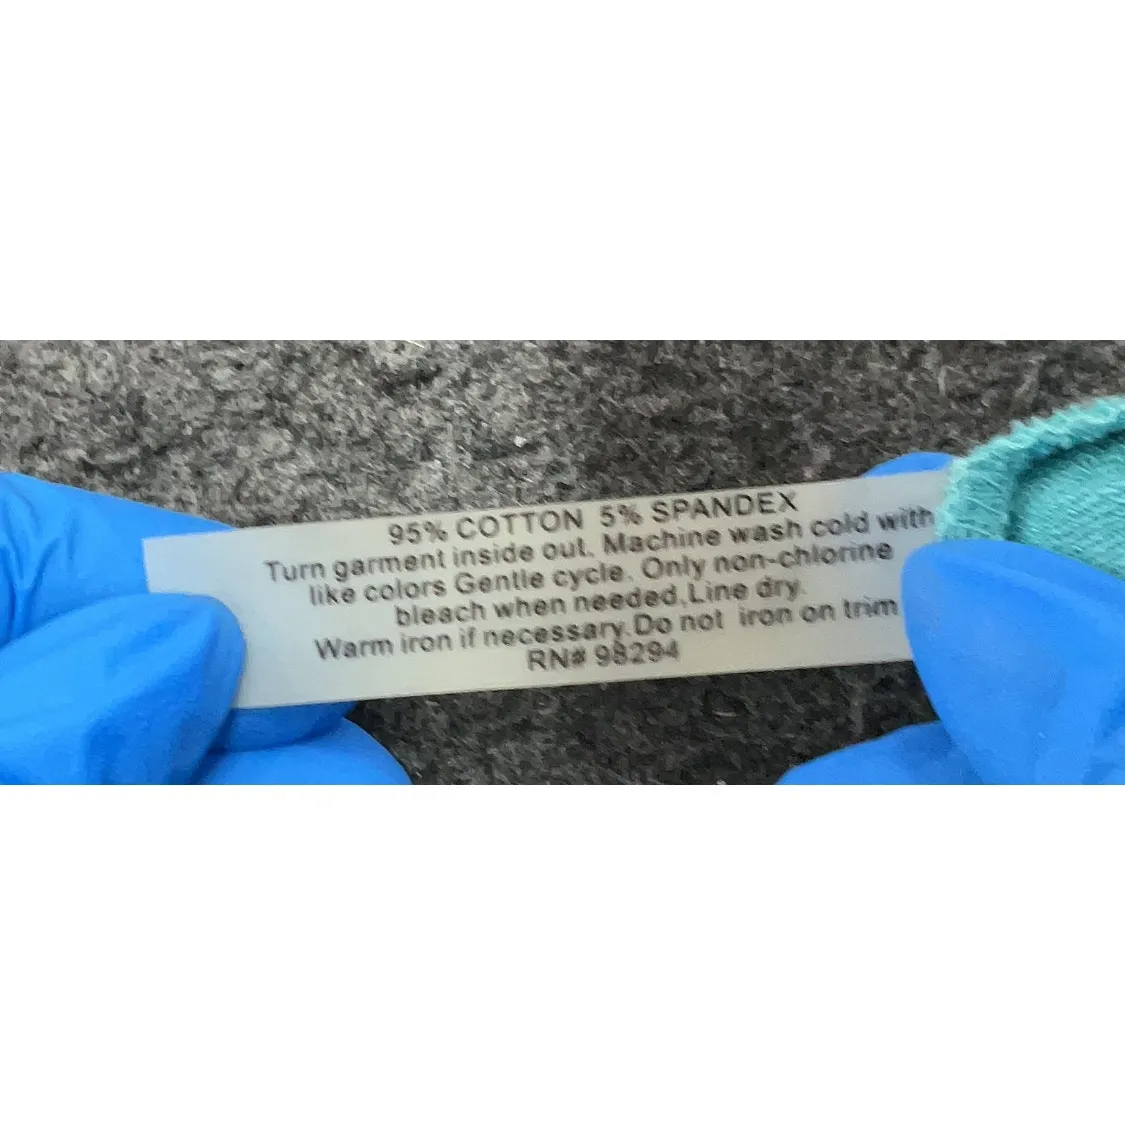 95% COTTON 5% SPANDEX
Turn garment inside out. Machine wash cold with
like colors Gentle cycle. Only non-chlorine
bleach when needed,Line dry.
Warm iron if necessary.Do not iron on trim
RN# 98294